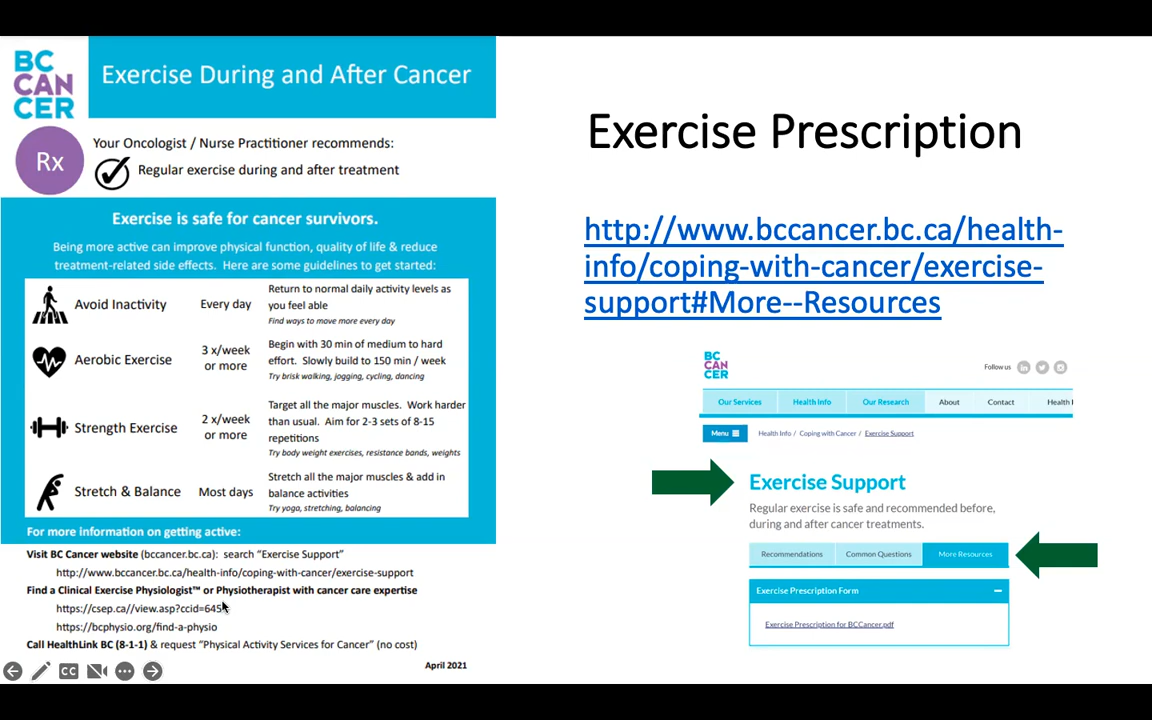 BC
CAN
CER
Exercise During and After Cancer
Rx
Your Oncologist / Nurse Practitioner recommends:
Regular exercise during and after treatment
Exercise is safe for cancer survivors.
Being more active can improve physical function, quality of life & reduce
treatment-related side effects.  Here are some guidelines to get started:
Avoid Inactivity
Every day
Return to normal daily activity levels as
you feel able
Find ways to move more every day
Aerobic Exercise
3 x/week
or more
Begin with 30 min of medium to hard
effort.  Slowly build to 150 min / week
Try brisk walking, jogging, cycling, dancing
Strength Exercise
2 x/week
or more
Target all the major muscles.  Work harder
than usual.  Aim for 2-3 sets of 8-15
repetitions
Try body weight exercises, resistance bands, weights
Stretch & Balance
Most days
Stretch all the major muscles & add in
balance activities
Try yoga, stretching, balancing
For more information on getting active:
Visit BC Cancer website (bccancer.bc.ca):  search “Exercise Support”
http://www.bccancer.bc.ca/health-info/coping-with-cancer/exercise-support
Find a Clinical Exercise Physiologist™ or Physiotherapist with cancer care expertise
https://csep.ca//view.asp?ccid=645
https://bcphysio.org/find-a-physio
Call HealthLink BC (8-1-1) & request “Physical Activity Services for Cancer” (no cost)
April 2021
CC
Exercise Prescription
http://www.bccancer.bc.ca/health-
info/coping-with-cancer/exercise-
support#More--Resources
BC
CAN
CER
Follow us
Our Services
Health Info
Our Research
About
Contact
Health
Menu
Health Info / Coping with Cancer / Exercise Support
Exercise Support
Regular exercise is safe and recommended before,
during and after cancer treatments.
Recommendations
Common Questions
More Resources
Exercise Prescription Form
Exercise Prescription for BCCancer.pdf